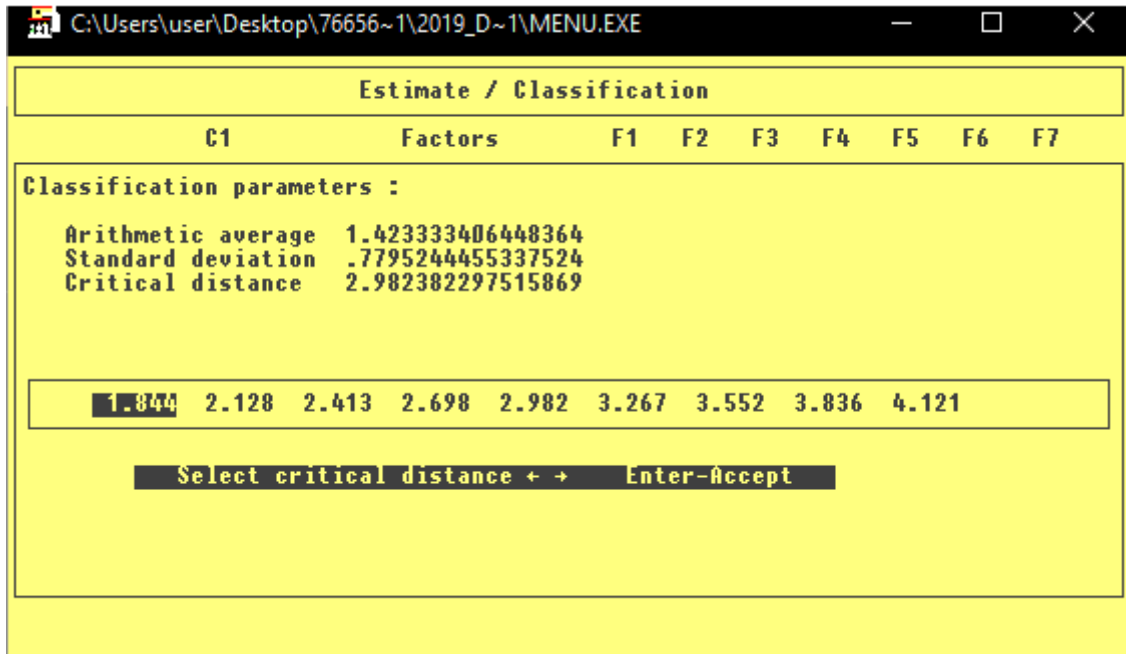 C:\Users\user\Desktop\76656~1\2019_D~1\MENU.EXE
Estimate / Classification
C1 Factors F1 F2 F3 F4 F5 F6 F7
Classification parameters :
Arithmetic average 1.423333406448364
Standard deviation .7795244455337524
Critical distance 2.982382297515869
1.844 2.128 2.413 2.698 2.982 3.267 3.552 3.836 4.121
Select critical distance ← → Enter-Accept